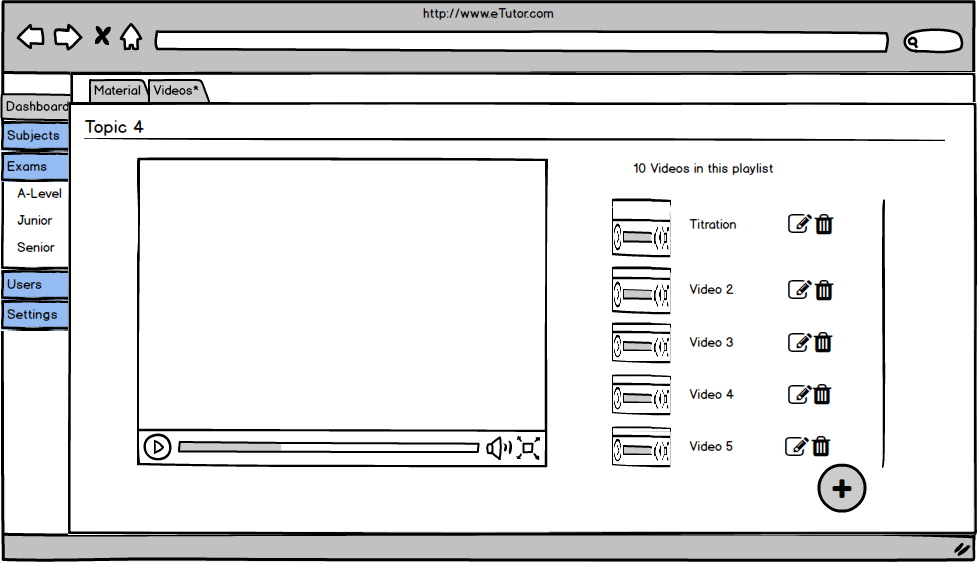 http://www.eTutor.com
Material
Videos*
Dashboard
Subjects
Exams
A-Level
Junior
Senior
Users
Settings
Topic 4
10 Videos in this playlist
Titration
Video 2
Video 3
Video 4
Video 5